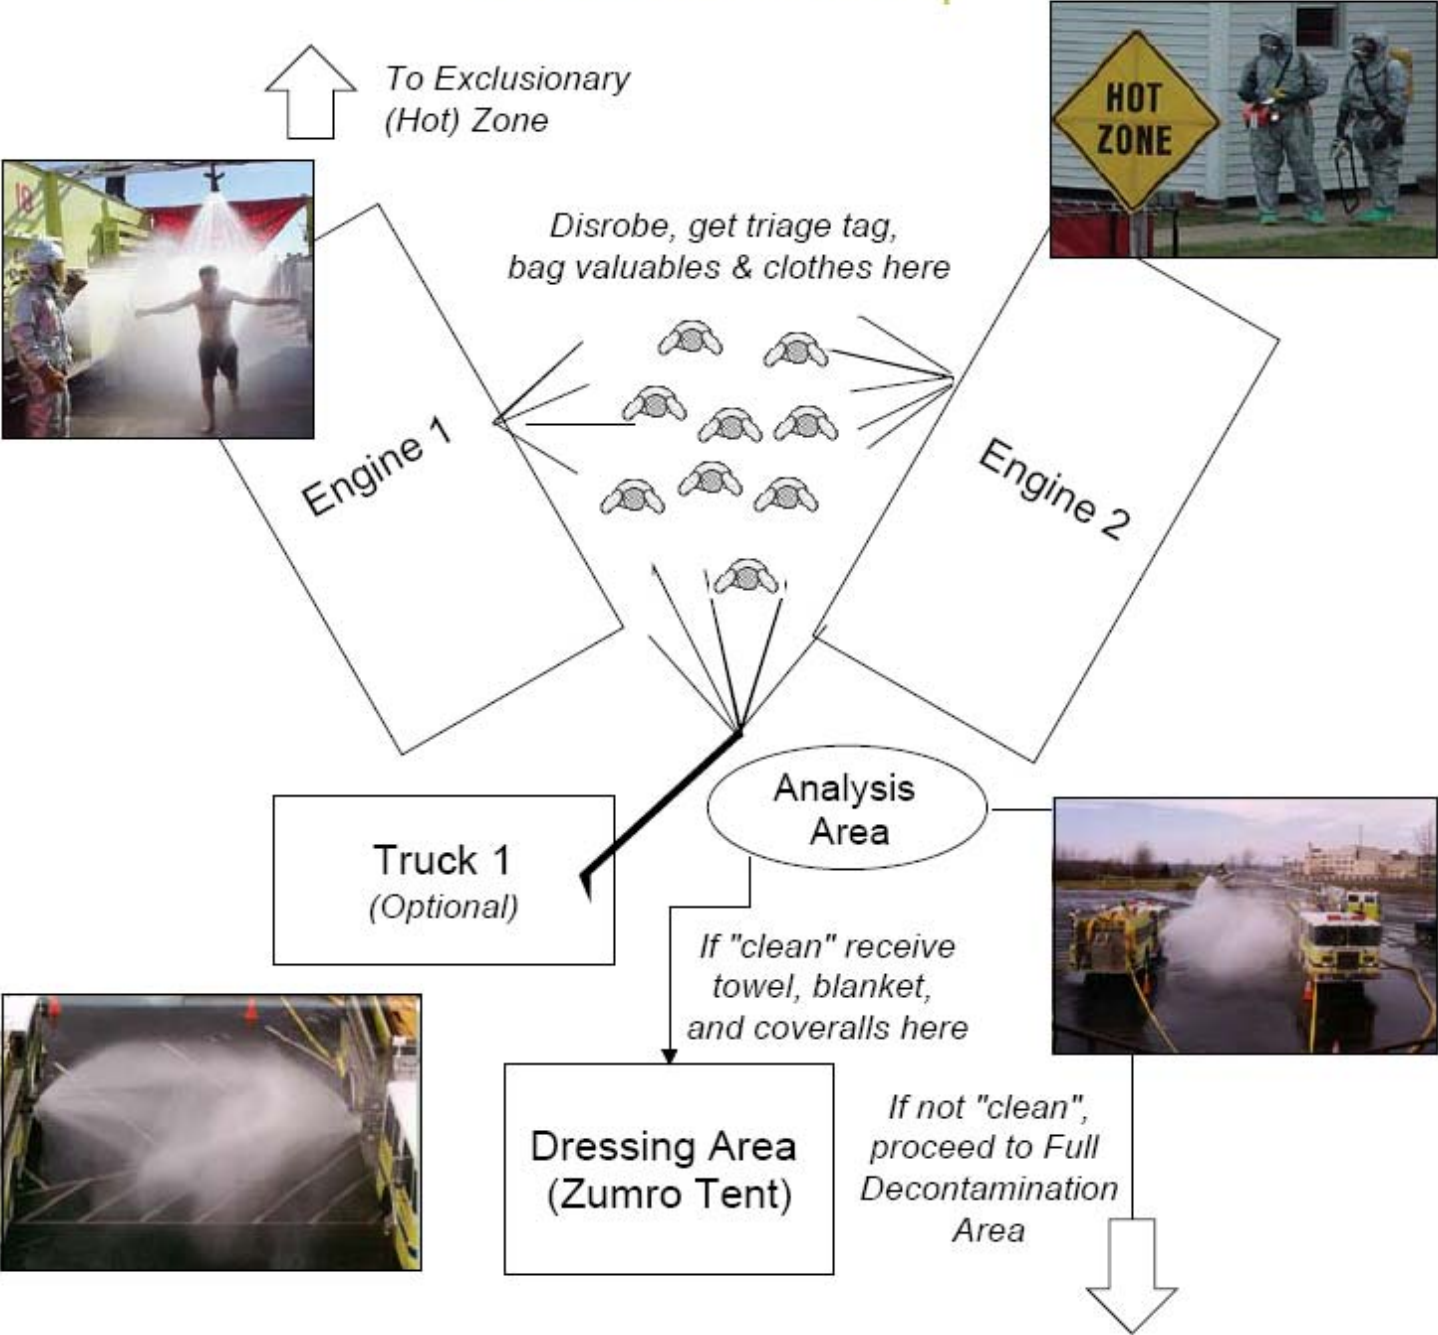 To Exclusionary
(Hot) Zone
HOT
ZONE
18
Disrobe, get triage tag,
bag valuables & clothes here
Engine 1
Engine 2
Analysis
Area
Truck 1
(Optional)
If "clean" receive
towel, blanket,
and coveralls here
Dressing Area
(Zumro Tent)
If not "clean",
proceed to Full
Decontamination
Area